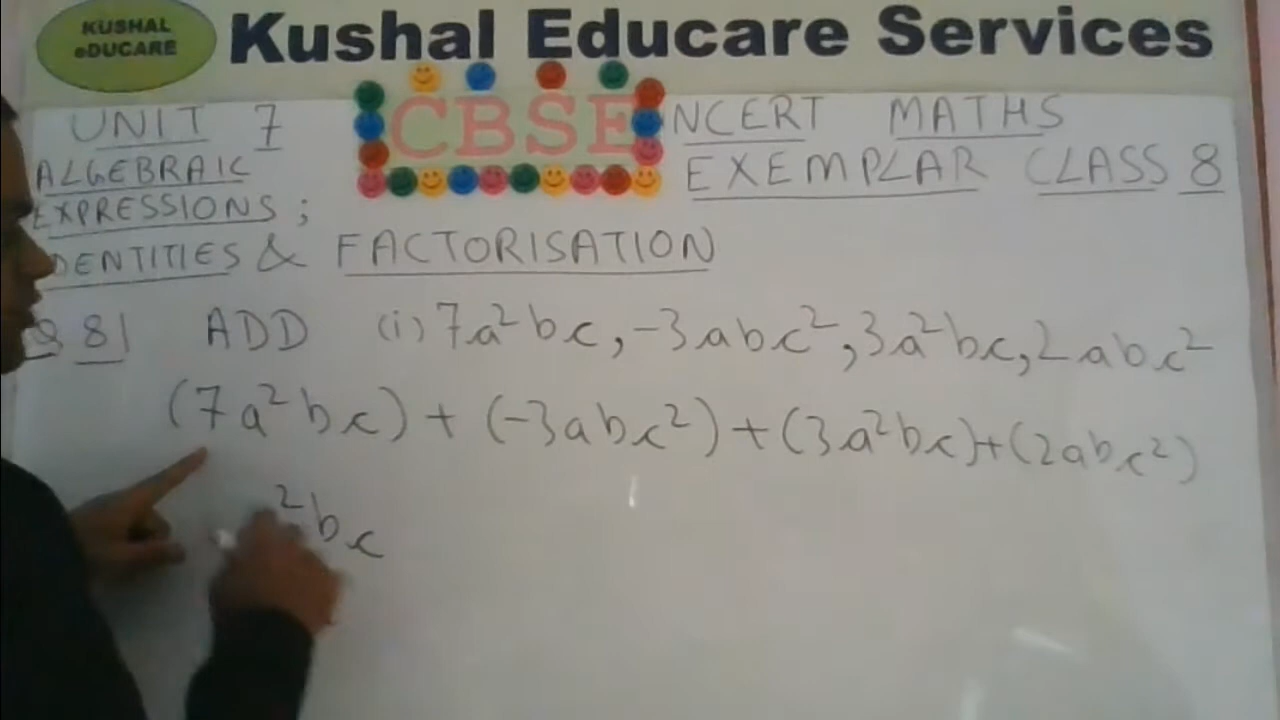 KUSHAL
eDUCARE
Kushal Educare Services
UNIT 7
ALGEBRAIC
EXPRESSIONS;
IDENTITIES & FACTORISATION
CBSE
NCERT MATHS
EXEMPLAR CLASS 8
Q 81 ADD (i) 7a²bc, -3abc², 3a²bc, 2abc²
(7a²bc) + (-3abc²) + (3a²bc) + (2abc²)
²bc